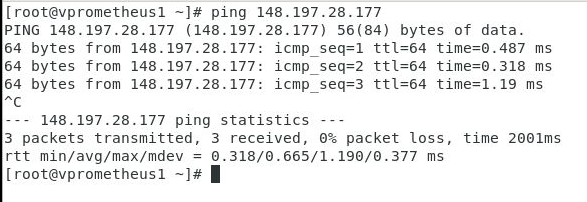 [root@vprometheus1 ~]# ping 148.197.28.177
PING 148.197.28.177 (148.197.28.177) 56(84) bytes of data.
64 bytes from 148.197.28.177: icmp_seq=1 ttl=64 time=0.487 ms
64 bytes from 148.197.28.177: icmp_seq=2 ttl=64 time=0.318 ms
64 bytes from 148.197.28.177: icmp_seq=3 ttl=64 time=1.19 ms
^C
--- 148.197.28.177 ping statistics ---
3 packets transmitted, 3 received, 0% packet loss, time 2001ms
rtt min/avg/max/mdev = 0.318/0.665/1.190/0.377 ms
[root@vprometheus1 ~]#